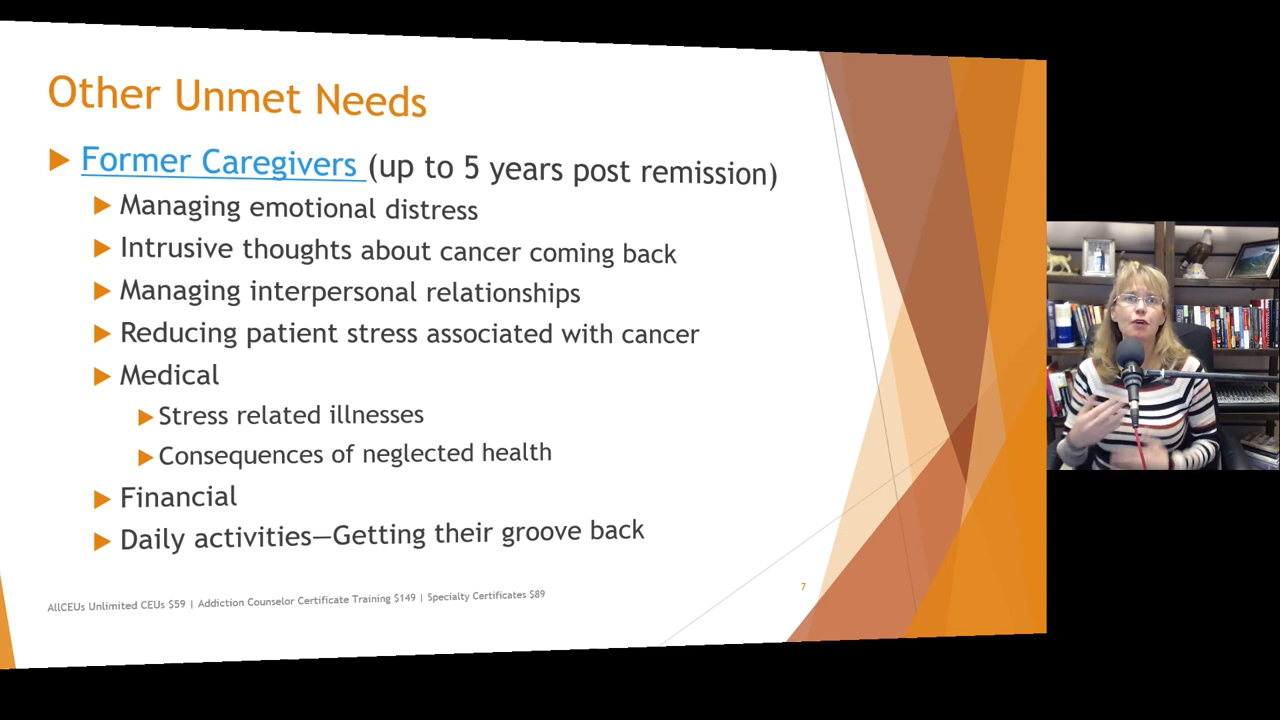 Other Unmet Needs
Former Caregivers (up to 5 years post remission)
Managing emotional distress
Intrusive thoughts about cancer coming back
Managing interpersonal relationships
Reducing patient stress associated with cancer
Medical
Stress related illnesses
Consequences of neglected health
Financial
Daily activities—Getting their groove back
AllCEUs Unlimited CEUs $59 | Addiction Counselor Certificate Training $149 | Specialty Certificates $89
7